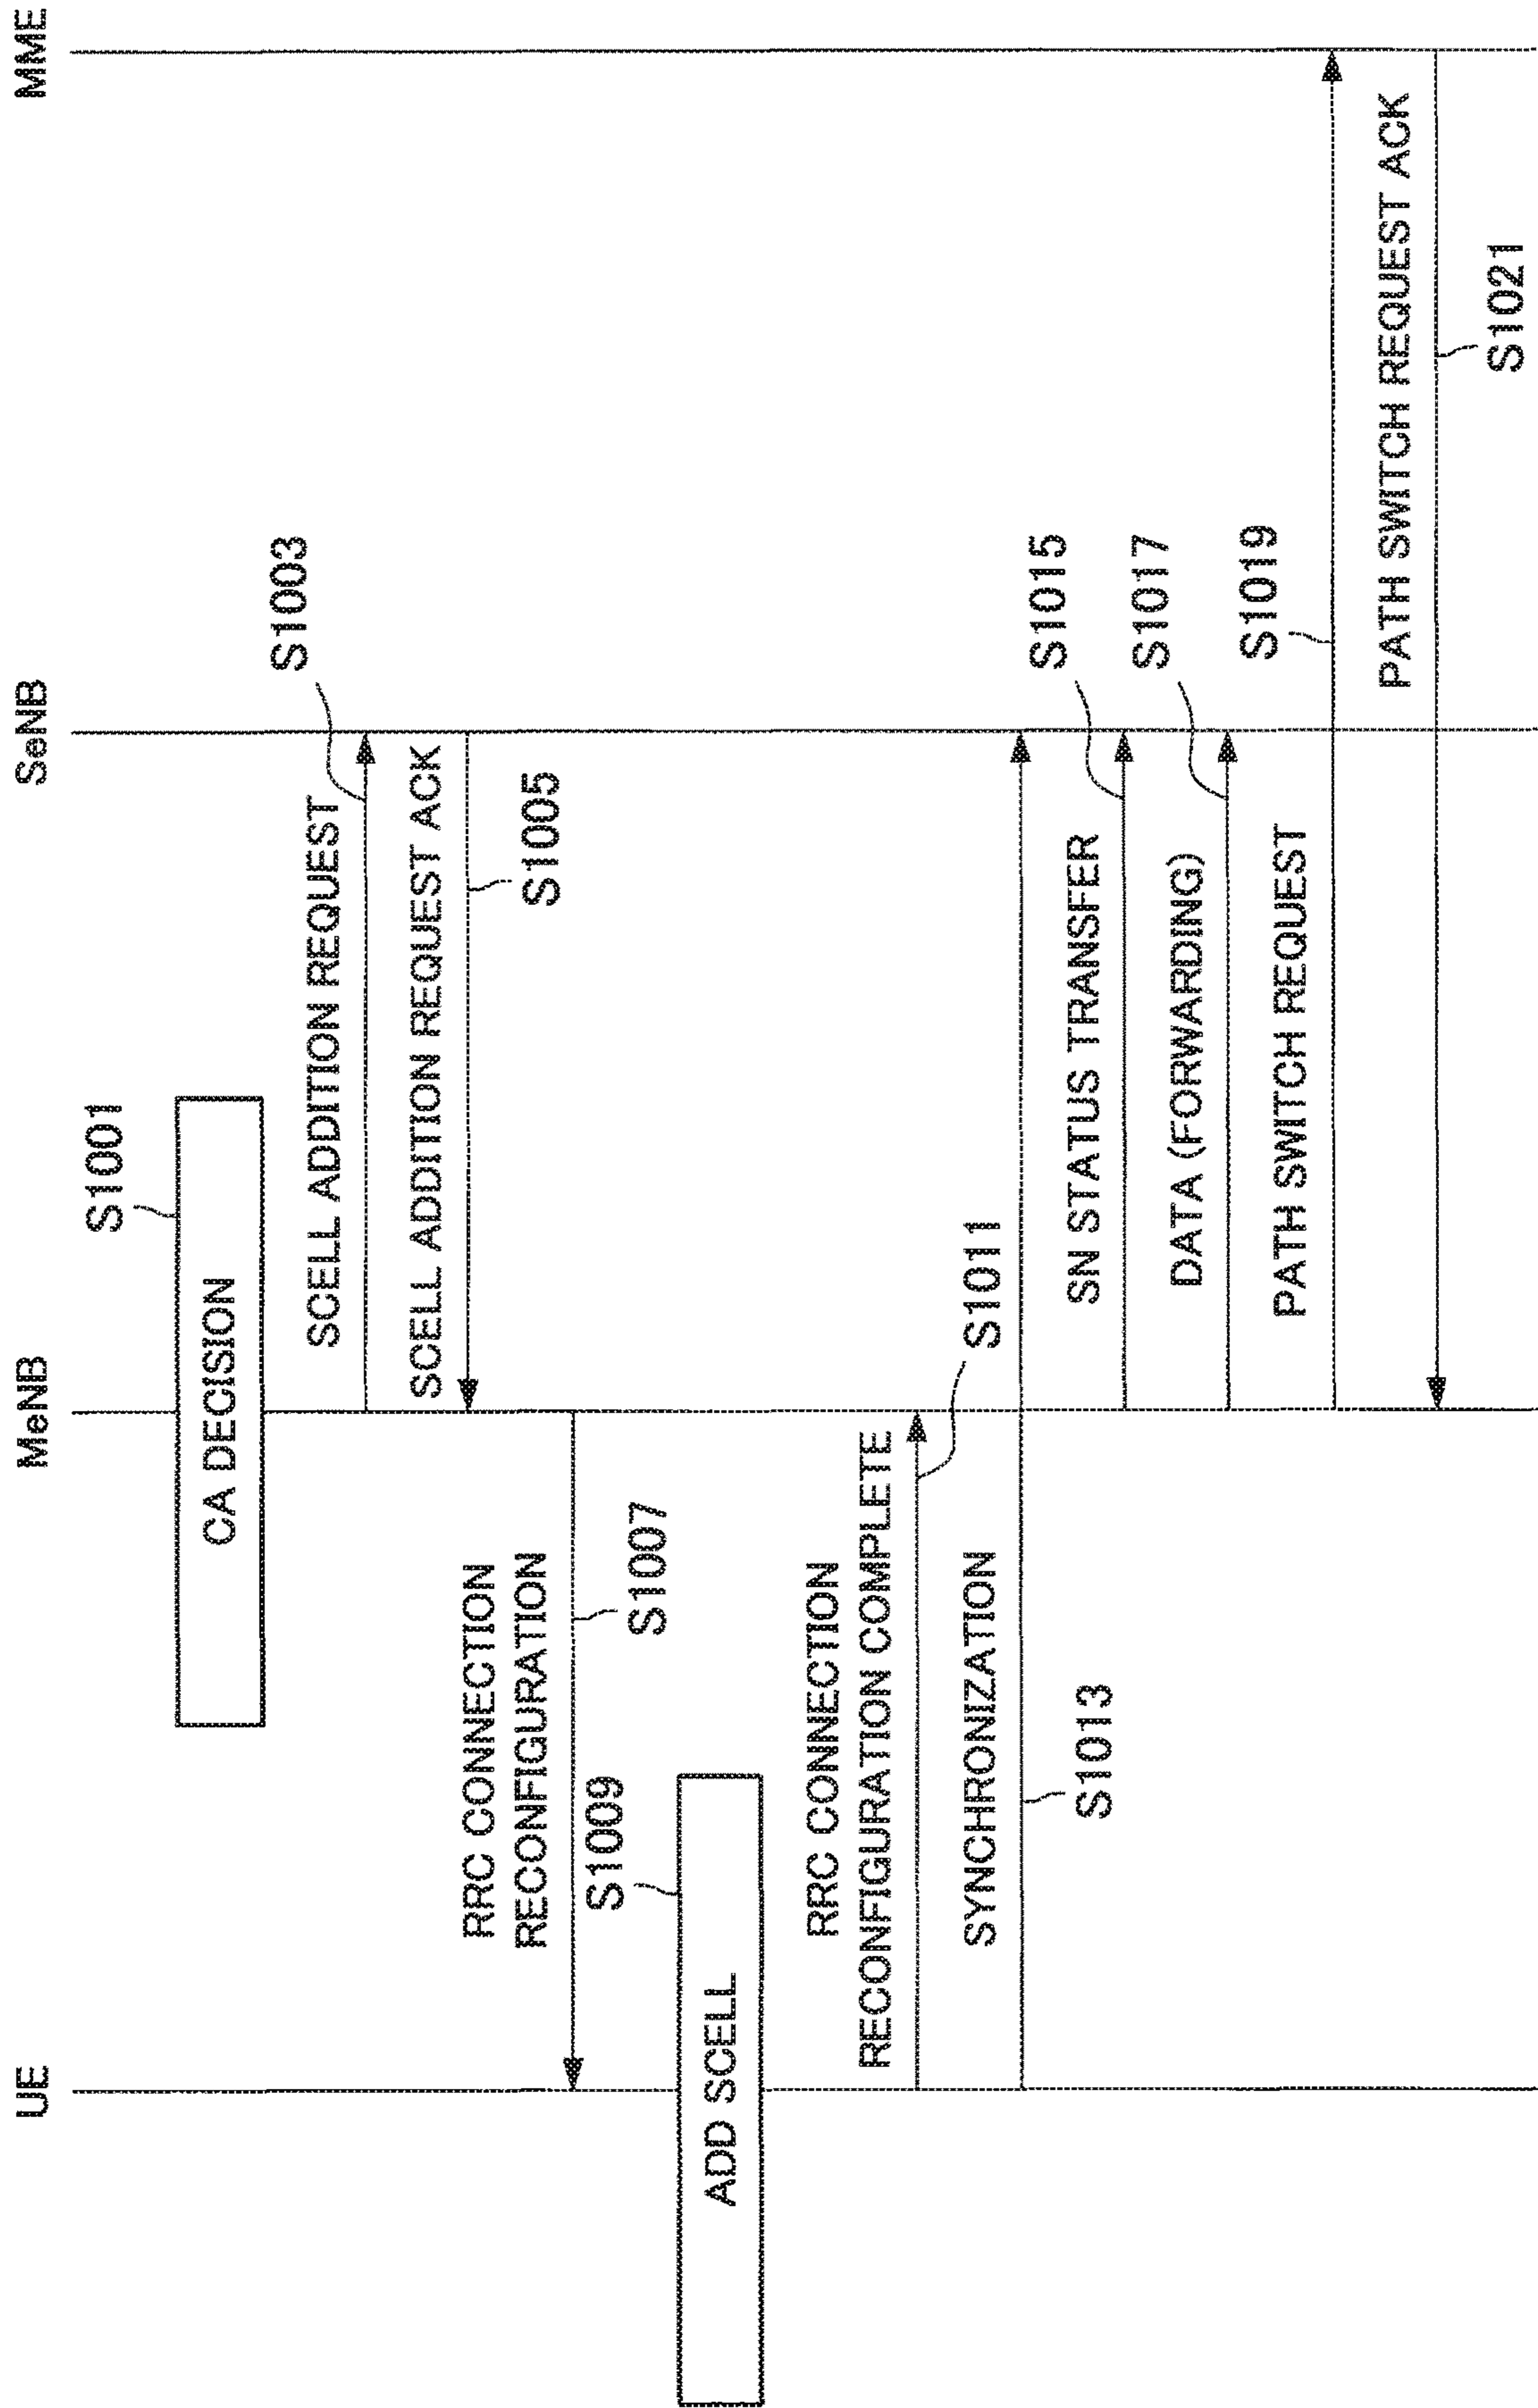 UE
MeNB
SeNB
MME
S1001
CA DECISION
SCELL ADDITION REQUEST
S1003
SCELL ADDITION REQUEST ACK
S1005
RRC CONNECTION
RECONFIGURATION
S1007
S1009
ADD SCELL
RRC CONNECTION
RECONFIGURATION COMPLETE
S1011
SYNCHRONIZATION
S1013
SN STATUS TRANSFER
S1015
DATA (FORWARDING)
S1017
PATH SWITCH REQUEST
S1019
PATH SWITCH REQUEST ACK
S1021